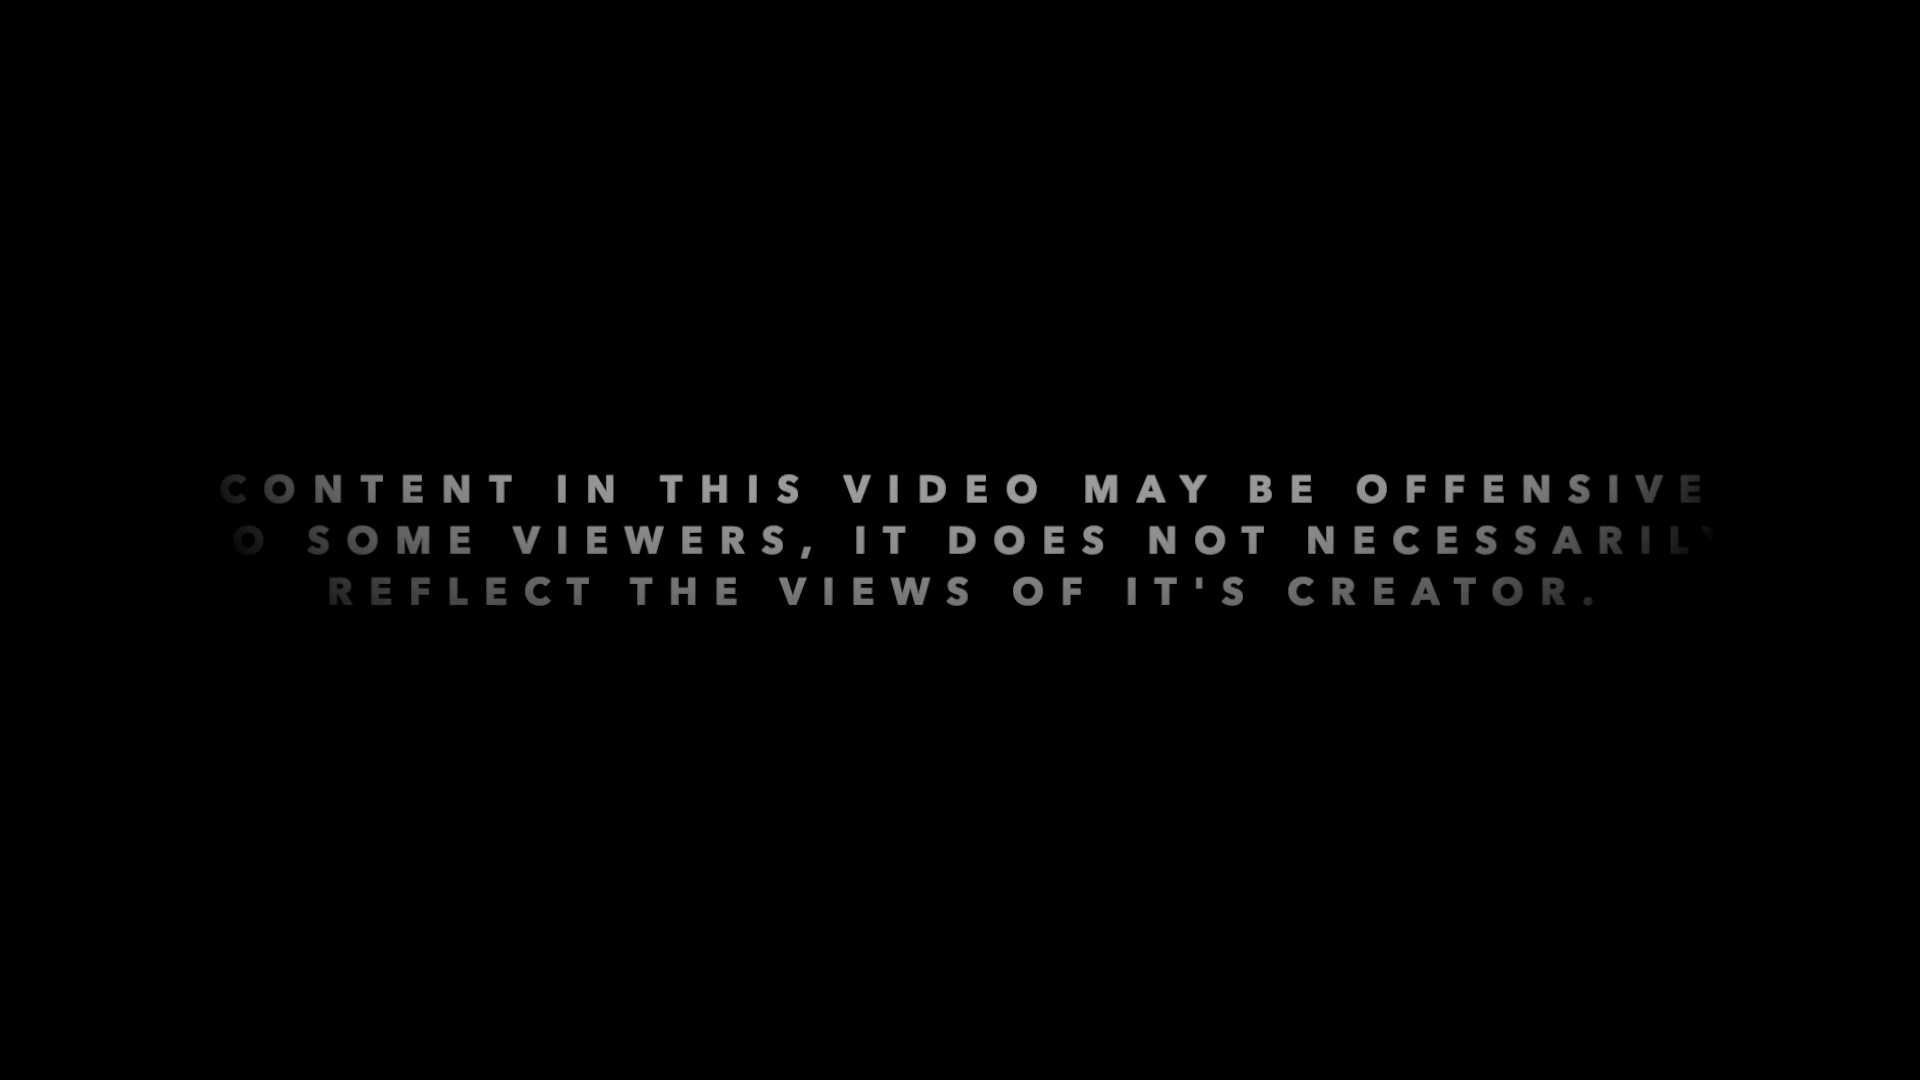 CONTENT IN THIS VIDEO MAY BE OFFENSIVE
O SOME VIEWERS, IT DOES NOT NECESSARILY
REFLECT THE VIEWS OF IT'S CREATOR.